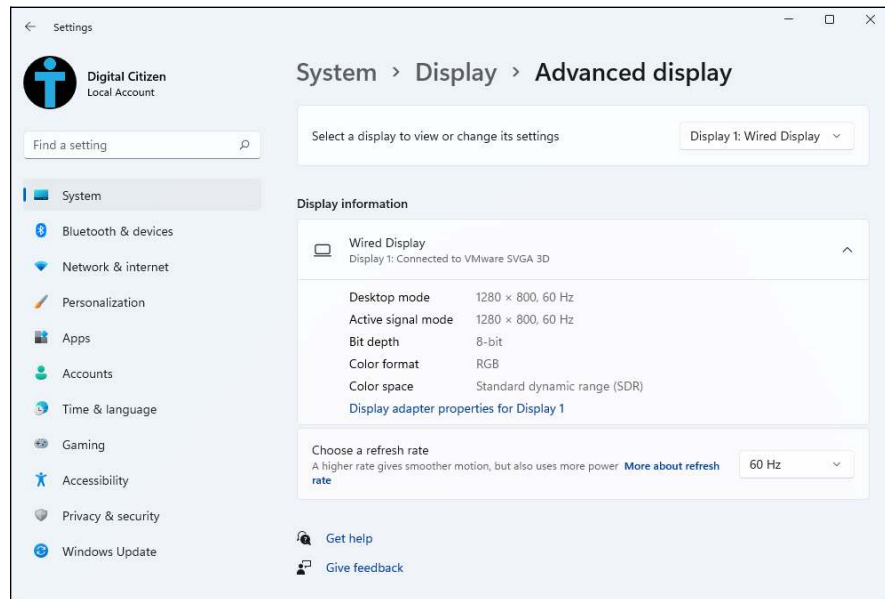 Settings
Digital Citizen
Local Account
Find a setting
System
Bluetooth & devices
Network & internet
Personalization
Apps
Accounts
Time & language
Gaming
Accessibility
Privacy & security
Windows Update
System > Display > Advanced display
Select a display to view or change its settings
Display 1: Wired Display
Display information
Wired Display
Display 1: Connected to VMware SVGA 3D
Desktop mode 1280 × 800, 60 Hz
Active signal mode 1280 × 800, 60 Hz
Bit depth 8-bit
Color format RGB
Color space Standard dynamic range (SDR)
Display adapter properties for Display 1
Choose a refresh rate
A higher rate gives smoother motion, but also uses more power More about refresh
rate
60 Hz
Get help
Give feedback